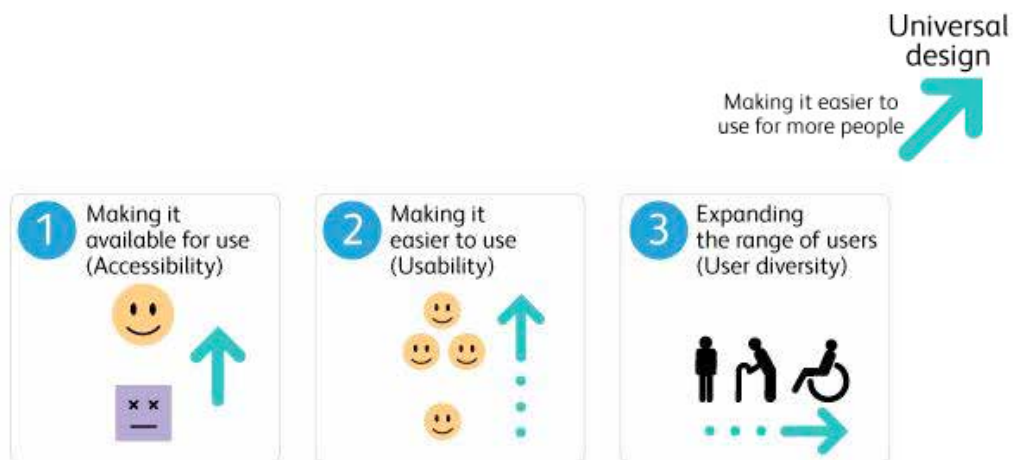 Universal
design
Making it easier to
use for more people
1
Making it
available for use
(Accessibility)
2
Making it
easier to use
(Usability)
3
Expanding
the range of users
(User diversity)